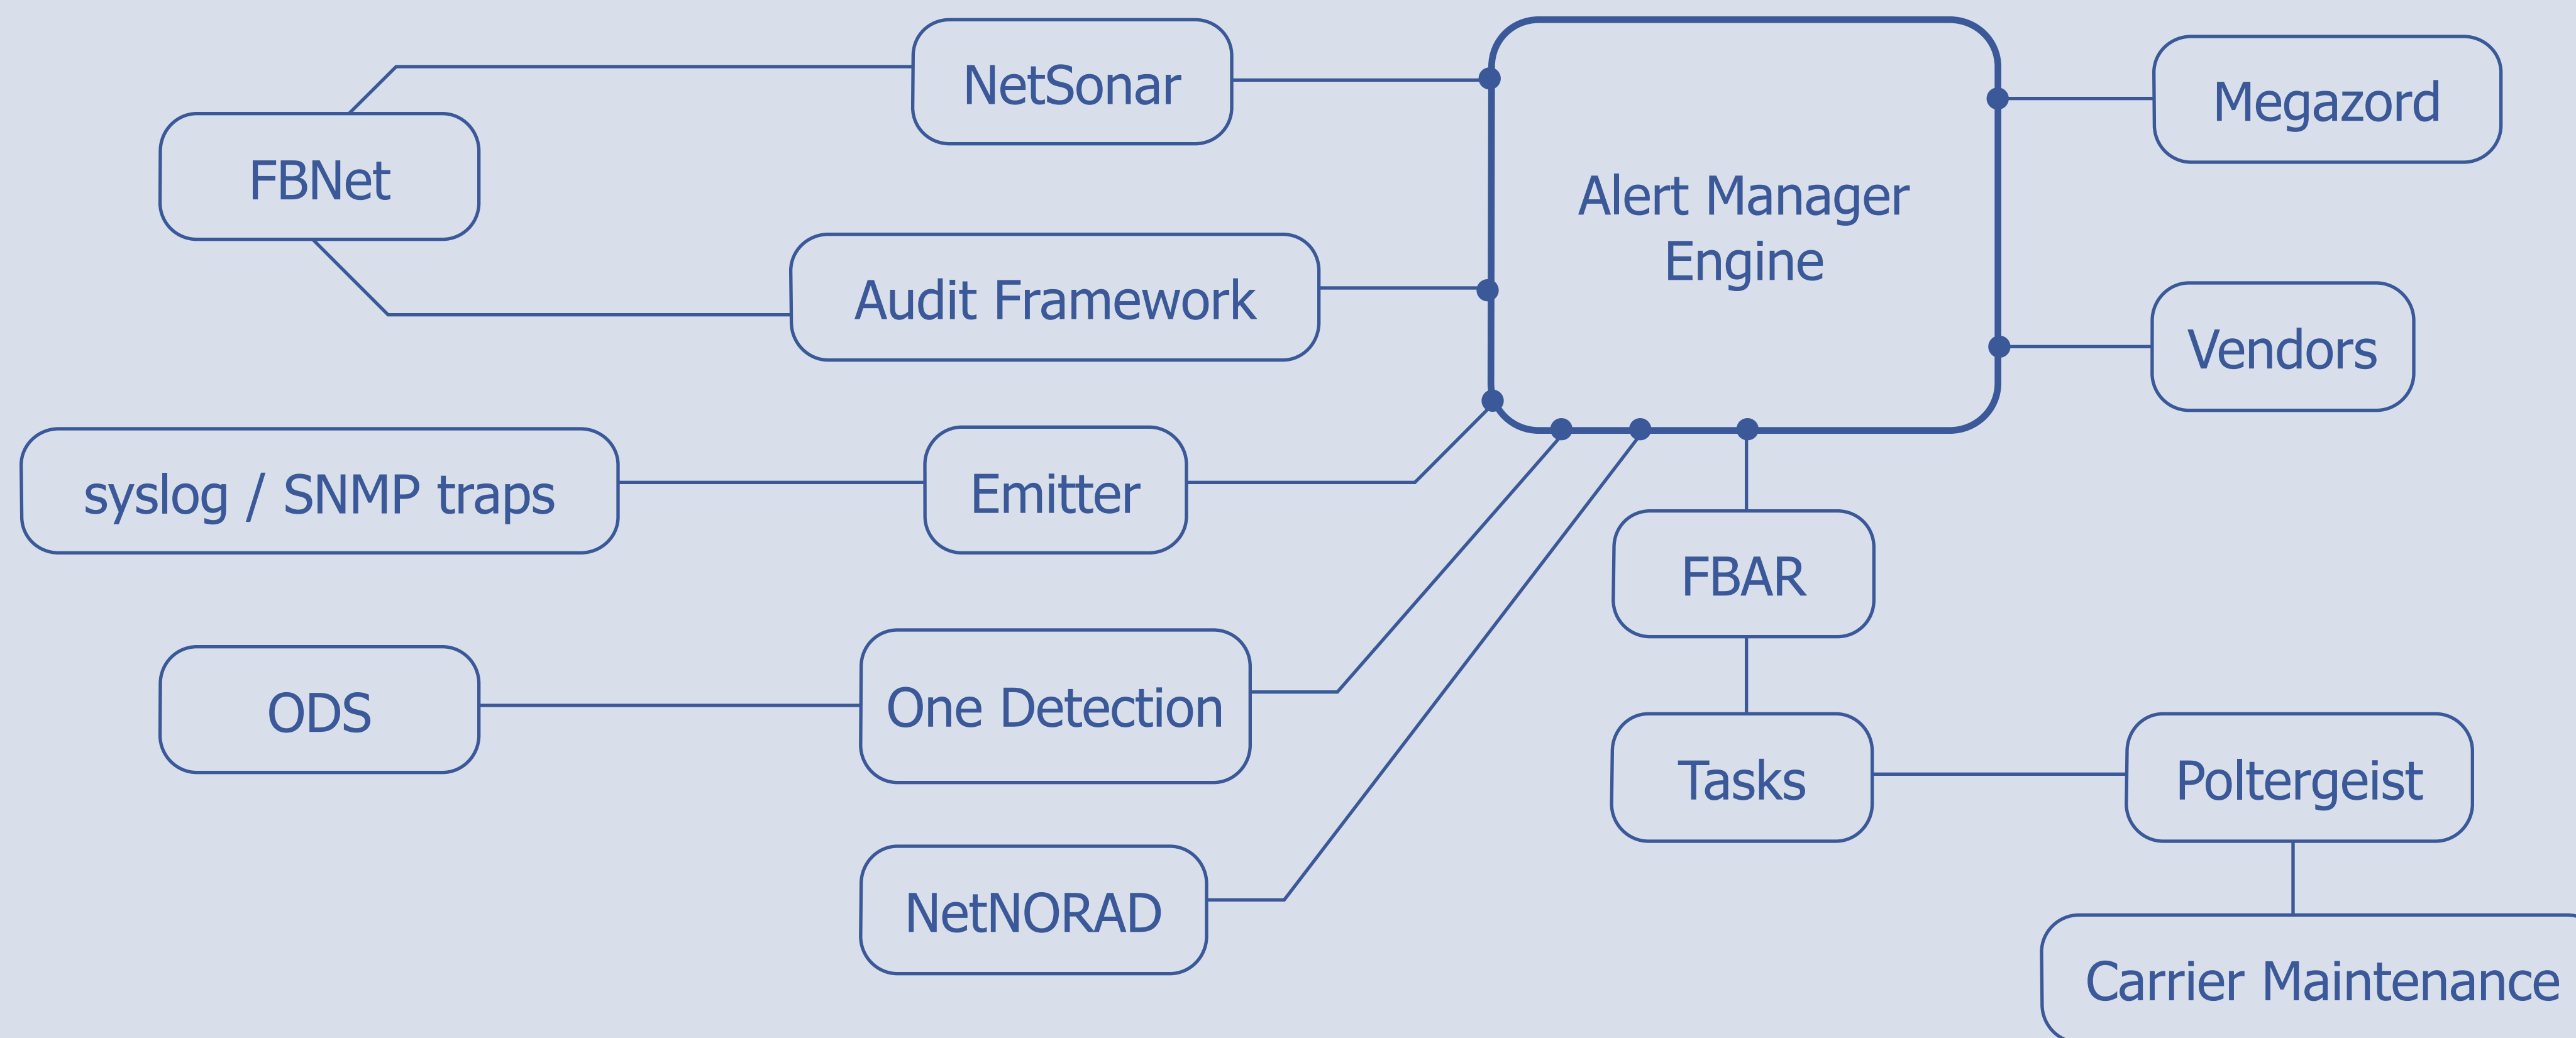 NetSonar
Megazord
FBNet
Alert Manager
Engine
Audit Framework
Vendors
syslog / SNMP traps
Emitter
FBAR
ODS
One Detection
Tasks
Poltergeist
NetNORAD
Carrier Maintenance